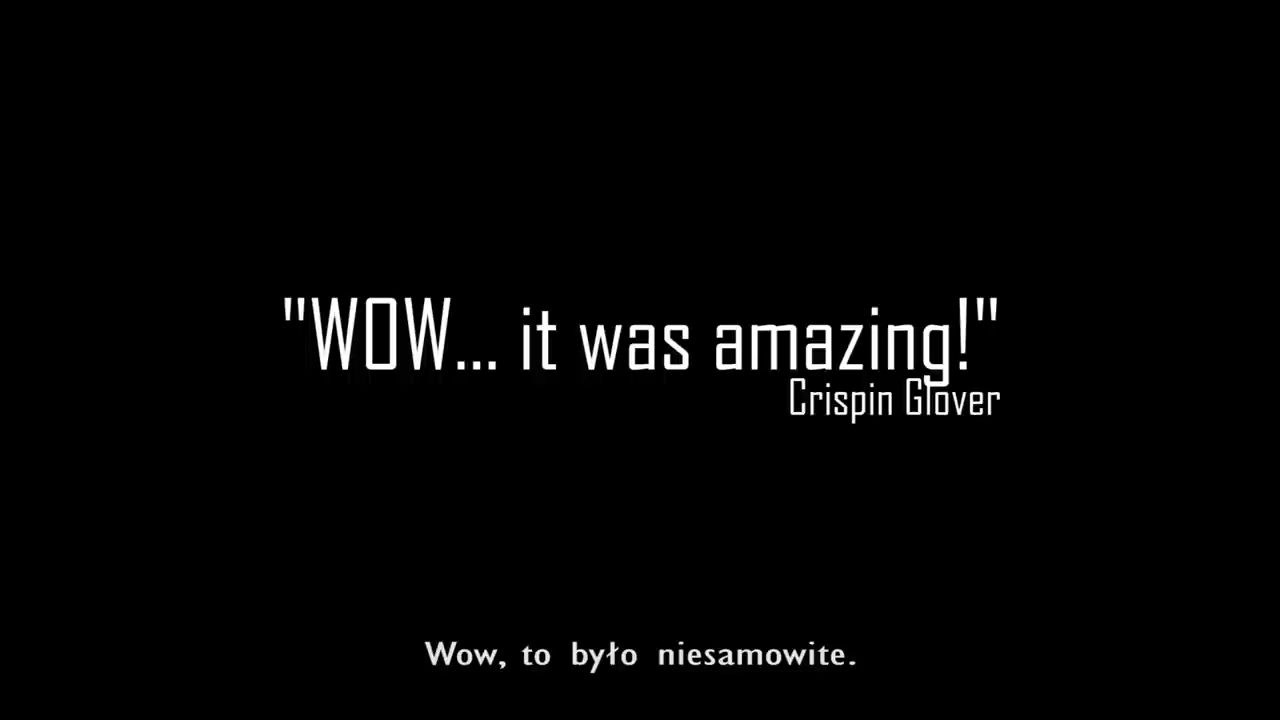 "WOW... it was amazing!"
Crispin Glover
Wow, to było niesamowite.